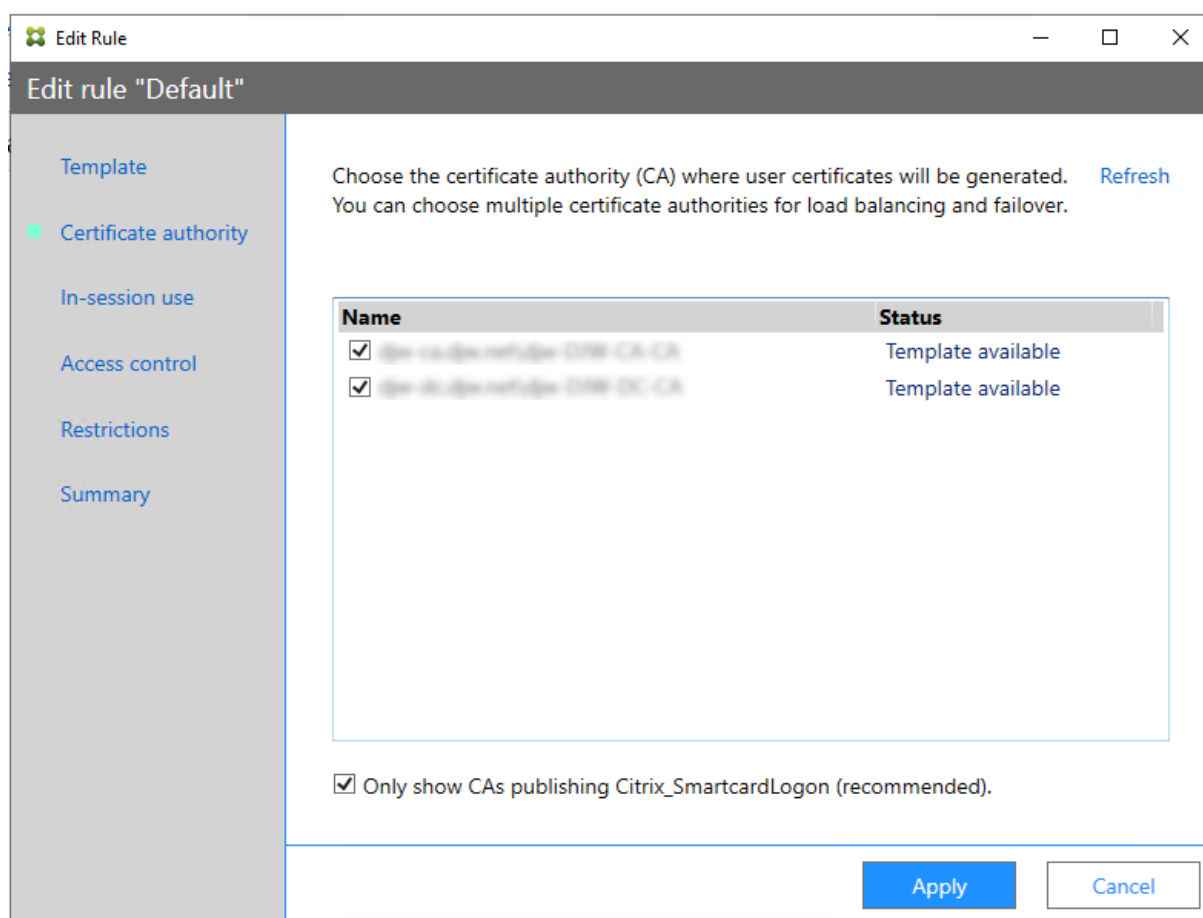 Edit Rule
Edit rule "Default"
Template
Certificate authority
In-session use
Access control
Restrictions
Summary
Choose the certificate authority (CA) where user certificates will be generated.
You can choose multiple certificate authorities for load balancing and failover.
Refresh
Name Status
Template available
Template available
Only show CAs publishing Citrix_SmartcardLogon (recommended).
Apply Cancel